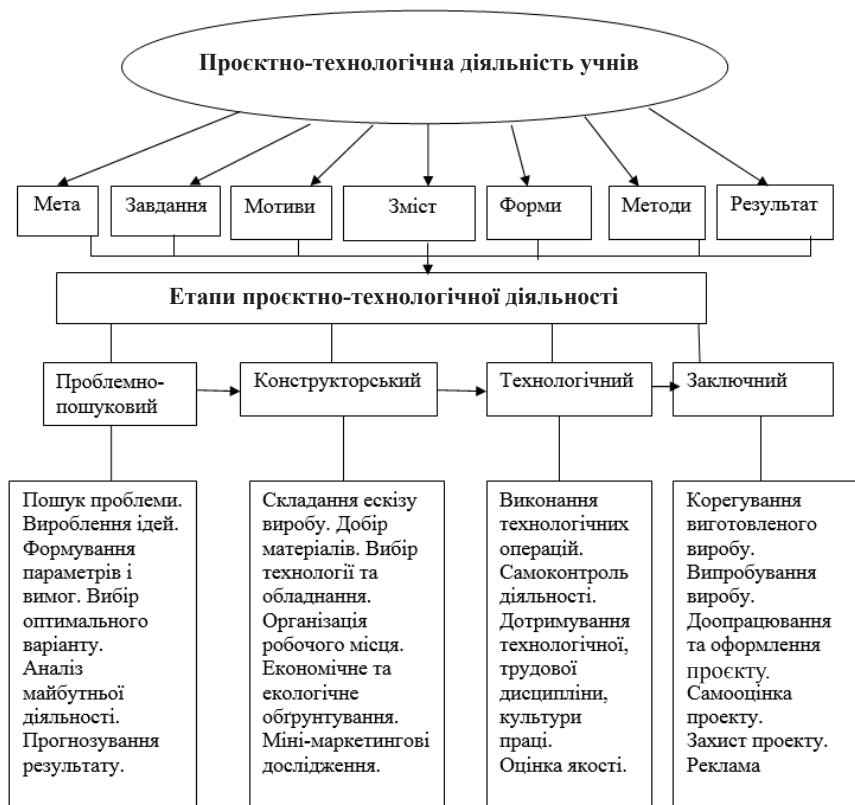 Проєктно-технологічна діяльність учнів
Мета
Завдання
Мотиви
Зміст
Форми
Методи
Результат
Етапи проєктно-технологічної діяльності
Проблемно-
пошуковий
Конструкторський
Технологічний
Заключний
Пошук проблеми.
Вироблення ідей.
Формування
параметрів і
вимог. Вибір
оптимального
варіанту.
Аналіз
майбутньої
діяльності.
Прогнозування
результату.
Складання ескізу
виробу. Добір
матеріалів. Вибір
технології та
обладнання.
Організація
робочого місця.
Економічне та
екологічне
обґрунтування.
Міні-маркетингові
дослідження.
Виконання
технологічних
операцій.
Самоконтроль
діяльності.
Дотримування
технологічної,
трудової
дисципліни,
культури
праці.
Оцінка якості.
Корегування
виготовленого
виробу.
Випробування
виробу.
Доопрацювання
та оформлення
проєкту.
Самооцінка
проекту.
Захист проекту.
Реклама